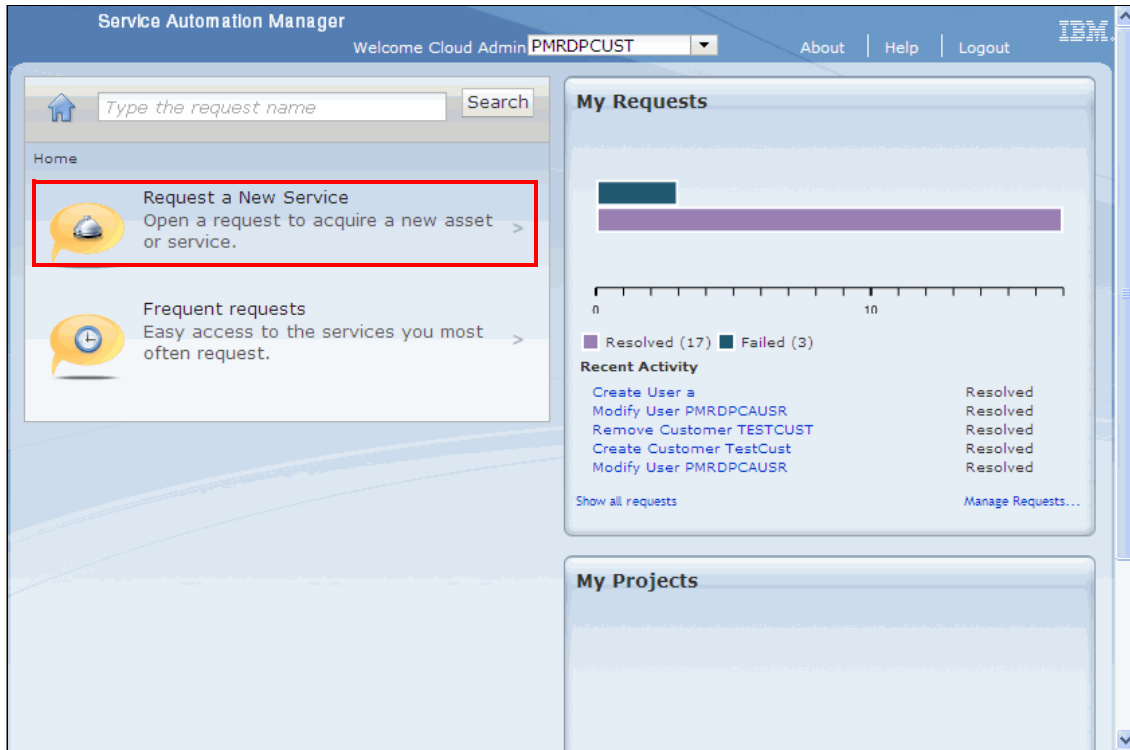 Service Automation Manager
Welcome Cloud Admin PMRDPCUST
About Help Logout
IBM.
Type the request name
Search
Home
Request a New Service
Open a request to acquire a new asset
or service.
>
Frequent requests
Easy access to the services you most
often request.
>
My Requests
0 10
Resolved (17) Failed (3)
Recent Activity
Create User a Resolved
Modify User PMRDPCAUSR Resolved
Remove Customer TESTCUST Resolved
Create Customer TestCust Resolved
Modify User PMRDPCAUSR Resolved
Show all requests Manage Requests...
My Projects